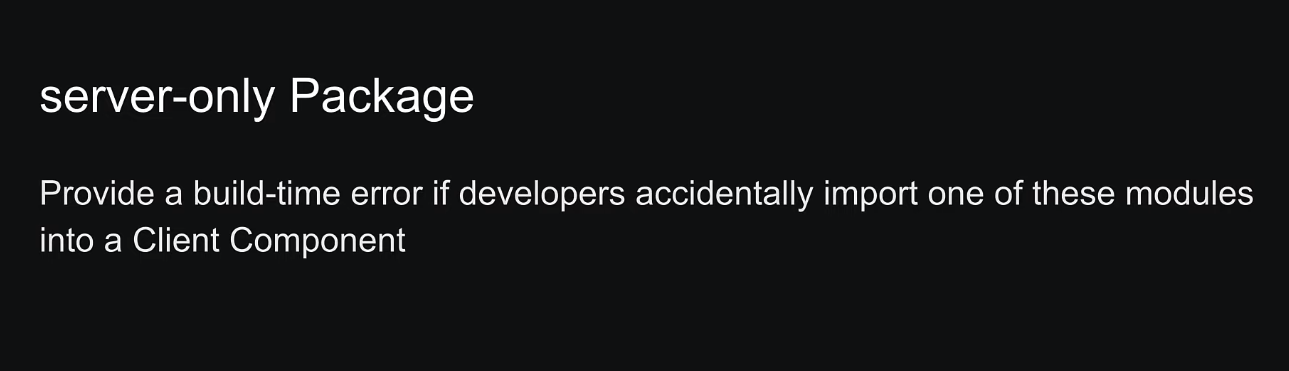 server-only Package
Provide a build-time error if developers accidentally import one of these modules
into a Client Component